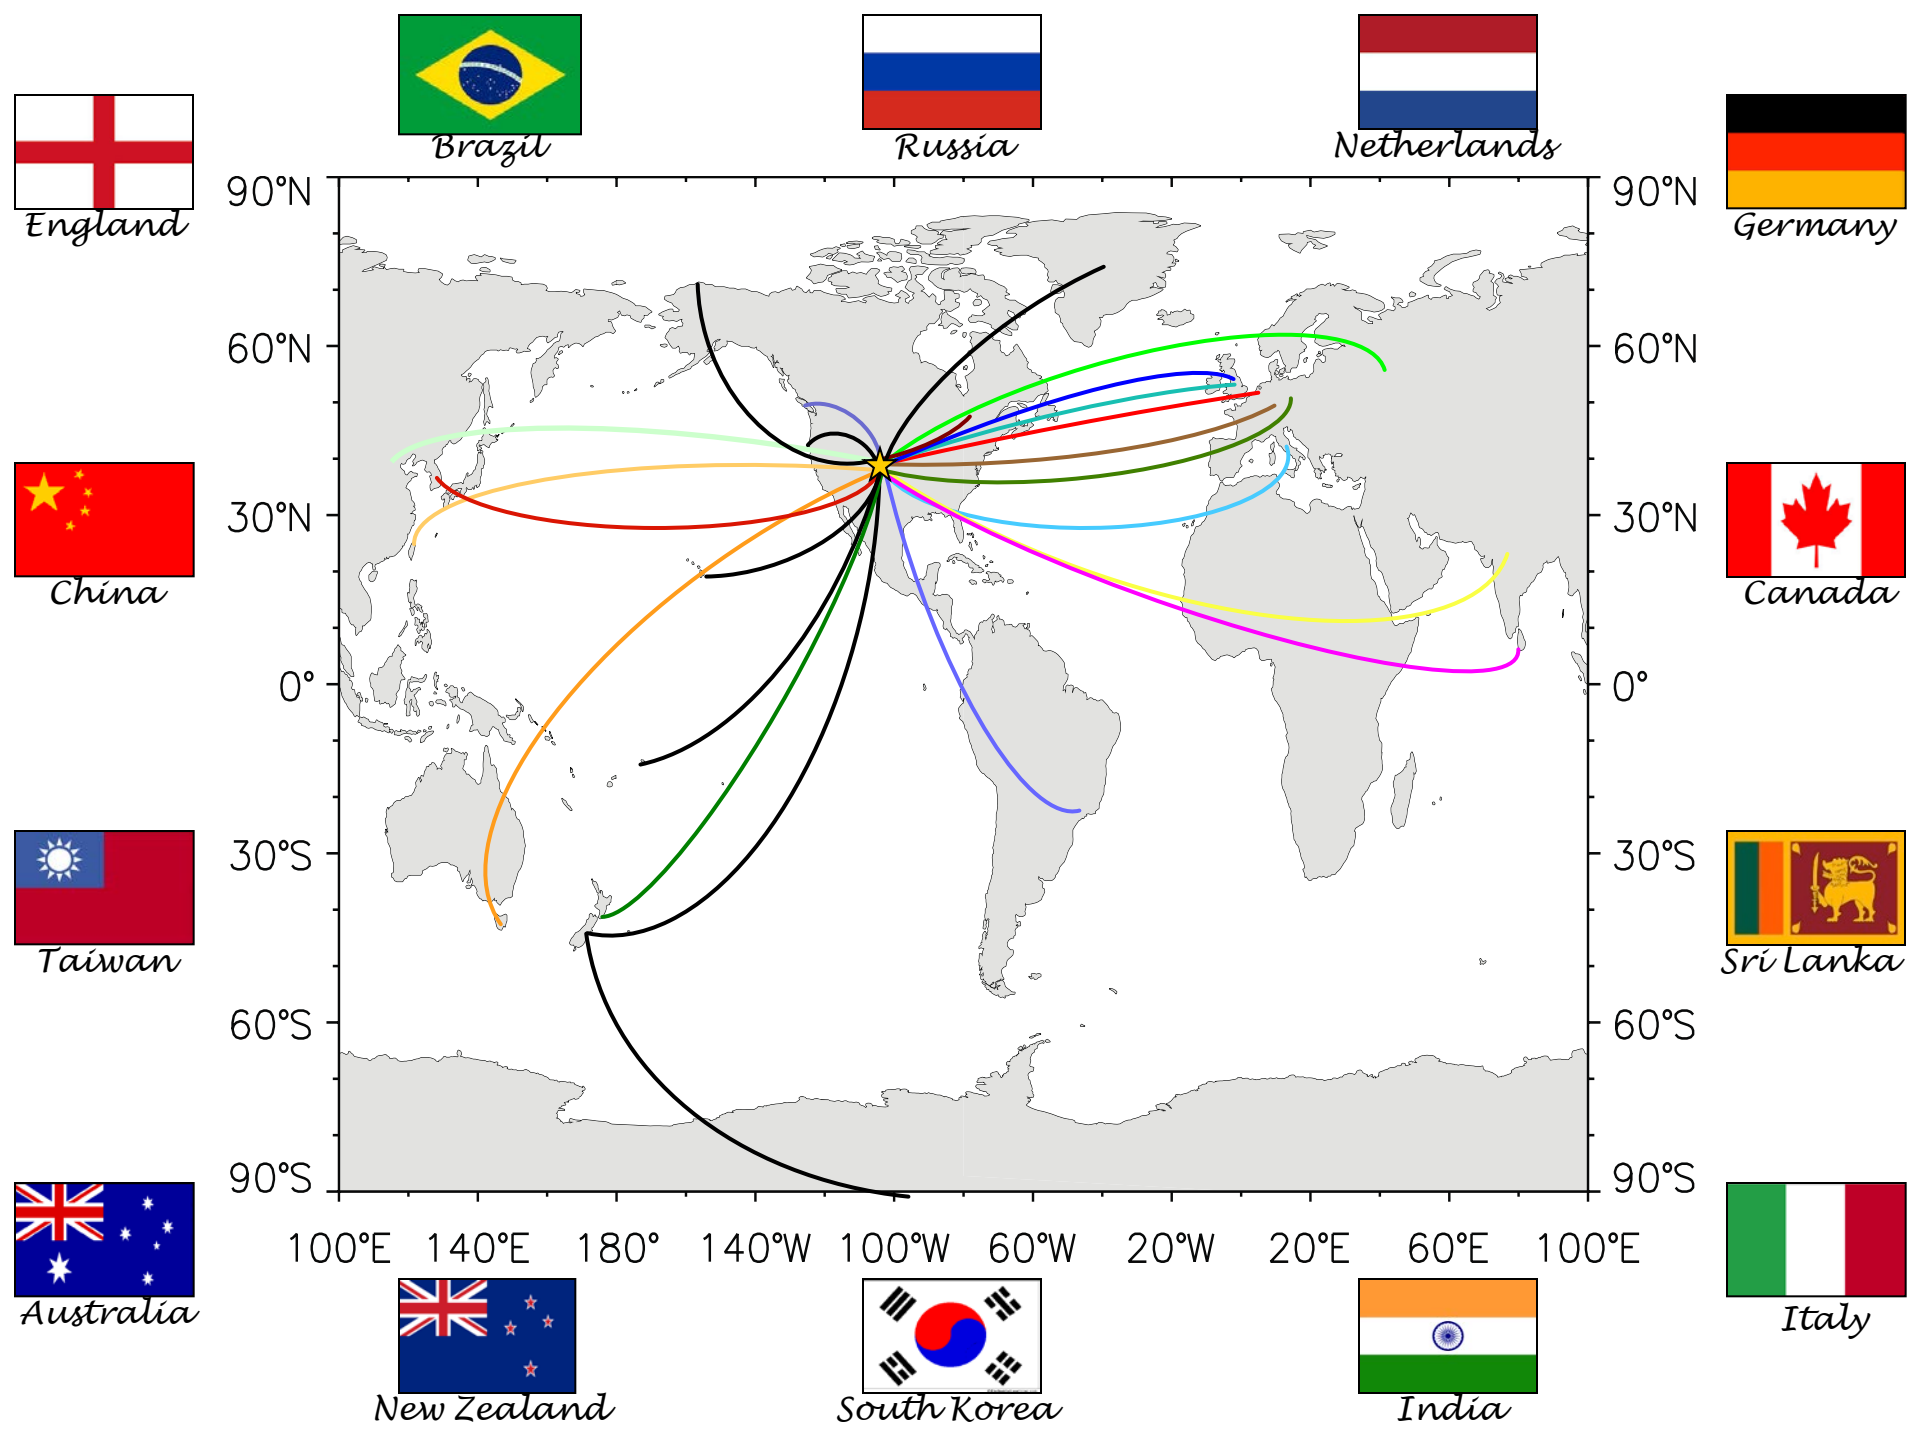 Brazil
Russia
Netherlands
England
Germany
90°N
90°N
60°N
60°N
30°N
30°N
China
Canada
0°
0°
30°S
30°S
Taiwan
Sri Lanka
60°S
60°S
90°S
90°S
100°E 140°E 180° 140°W 100°W 60°W 20°W 20°E 60°E 100°E
Australia
Italy
New Zealand
South Korea
India